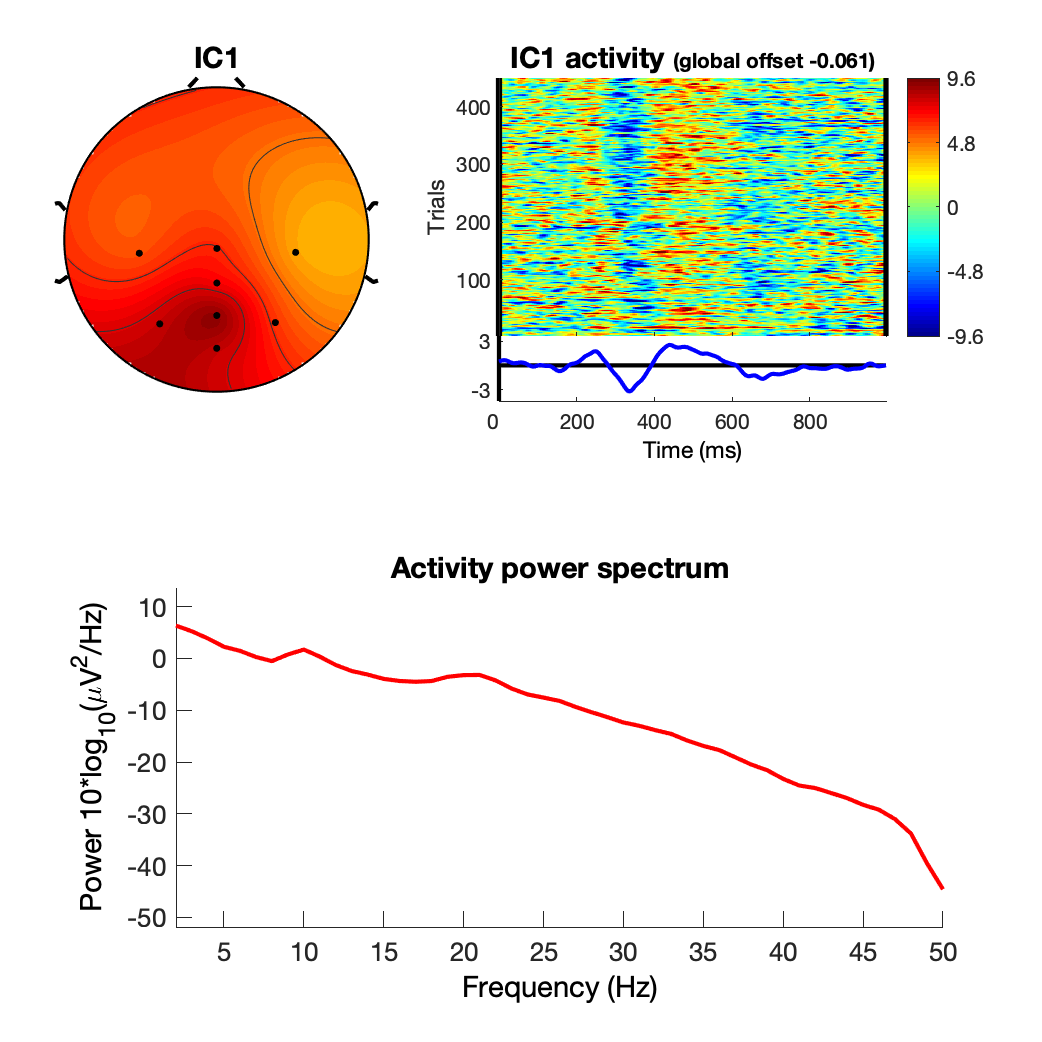 IC1
IC1 activity (global offset -0.061)
400
300
200
100
Trials
9.6
4.8
0
-4.8
-9.6
3
-3
0 200 400 600 800
Time (ms)
Activity power spectrum
10
0
-10
-20
-30
-40
-50
Power 10*log₁₀(μV²/Hz)
5 10 15 20 25 30 35 40 45 50
Frequency (Hz)